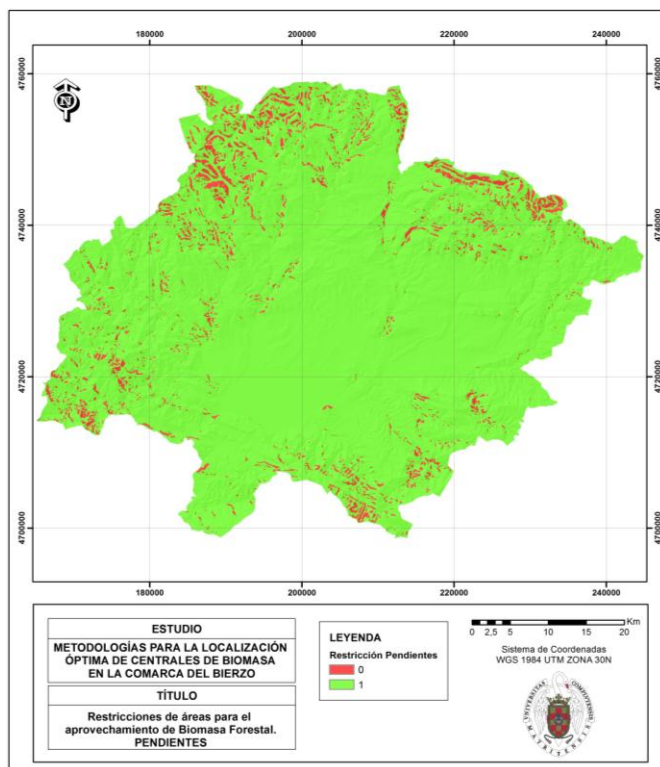 180000 200000 220000 240000
4760000 4760000
N
4740000 4740000
4720000 4720000
4700000 4700000
180000 200000 220000 240000
ESTUDIO
METODOLOGÍAS PARA LA LOCALIZACIÓN
ÓPTIMA DE CENTRALES DE BIOMASA
EN LA COMARCA DEL BIERZO
TÍTULO
Restricciones de áreas para el
aprovechamiento de Biomasa Forestal.
PENDIENTES
LEYENDA
Restricción Pendientes
0
1
Km
0 2,5 5 10 15 20
Sistema de Coordenadas
WGS 1984 UTM ZONA 30N